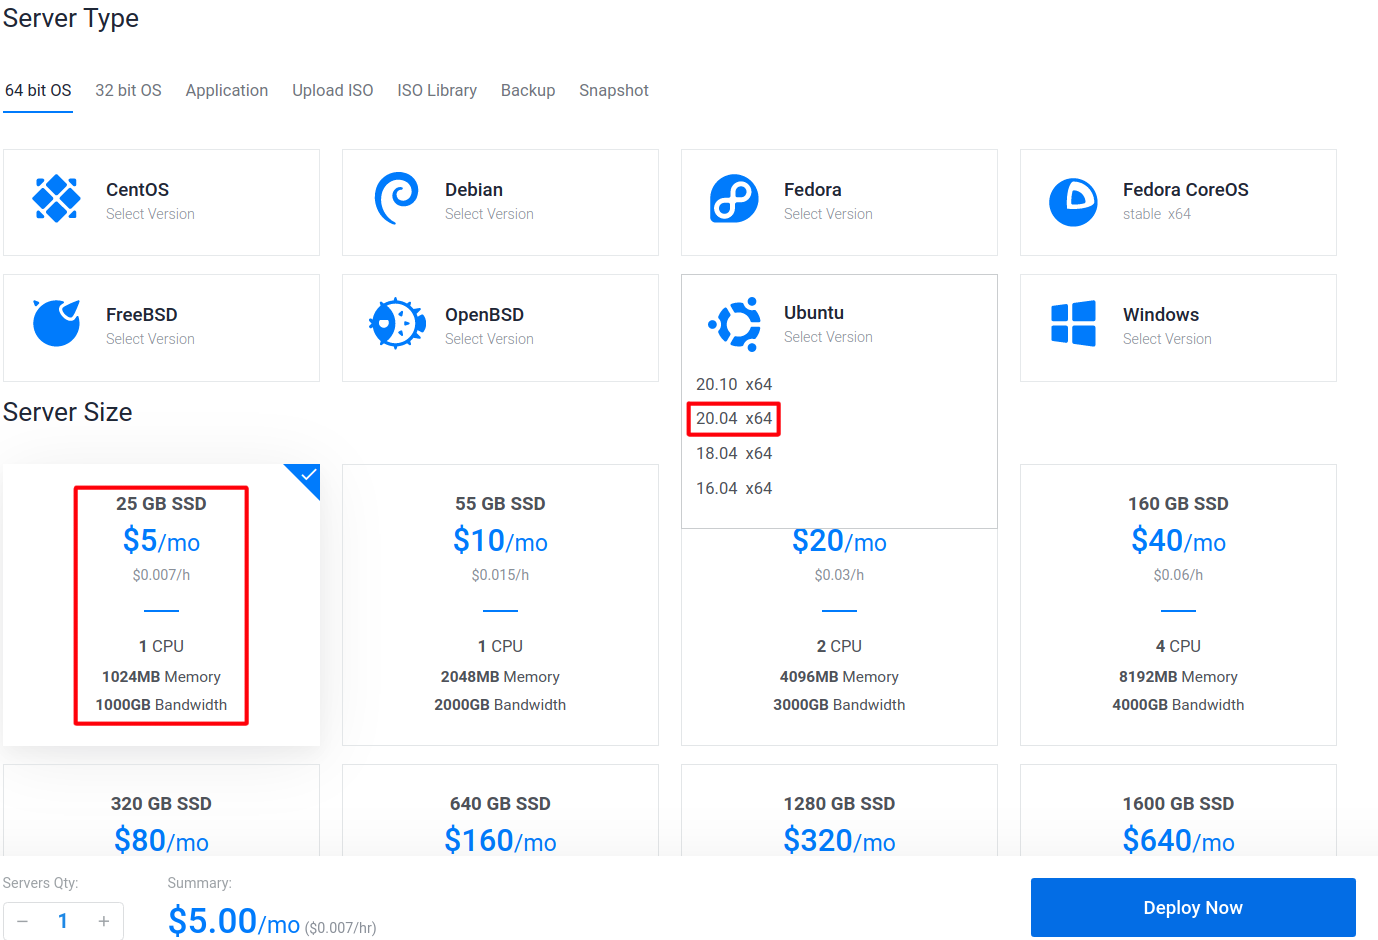 Server Type
64 bit OS 32 bit OS Application Upload ISO ISO Library Backup Snapshot
CentOS
Select Version
Debian
Select Version
Fedora
Select Version
Fedora CoreOS
stable x64
FreeBSD
Select Version
OpenBSD
Select Version
Ubuntu
Select Version
20.10 x64
20.04 x64
18.04 x64
16.04 x64
Windows
Select Version
Server Size
25 GB SSD
$5/mo
$0.007/h
1 CPU
1024MB Memory
1000GB Bandwidth
55 GB SSD
$10/mo
$0.015/h
1 CPU
2048MB Memory
2000GB Bandwidth
$20/mo
$0.03/h
2 CPU
4096MB Memory
3000GB Bandwidth
160 GB SSD
$40/mo
$0.06/h
4 CPU
8192MB Memory
4000GB Bandwidth
320 GB SSD
$80/mo
640 GB SSD
$160/mo
1280 GB SSD
$320/mo
1600 GB SSD
$640/mo
Servers Qty:
− 1 +
Summary:
$5.00/mo ($0.007/hr)
Deploy Now